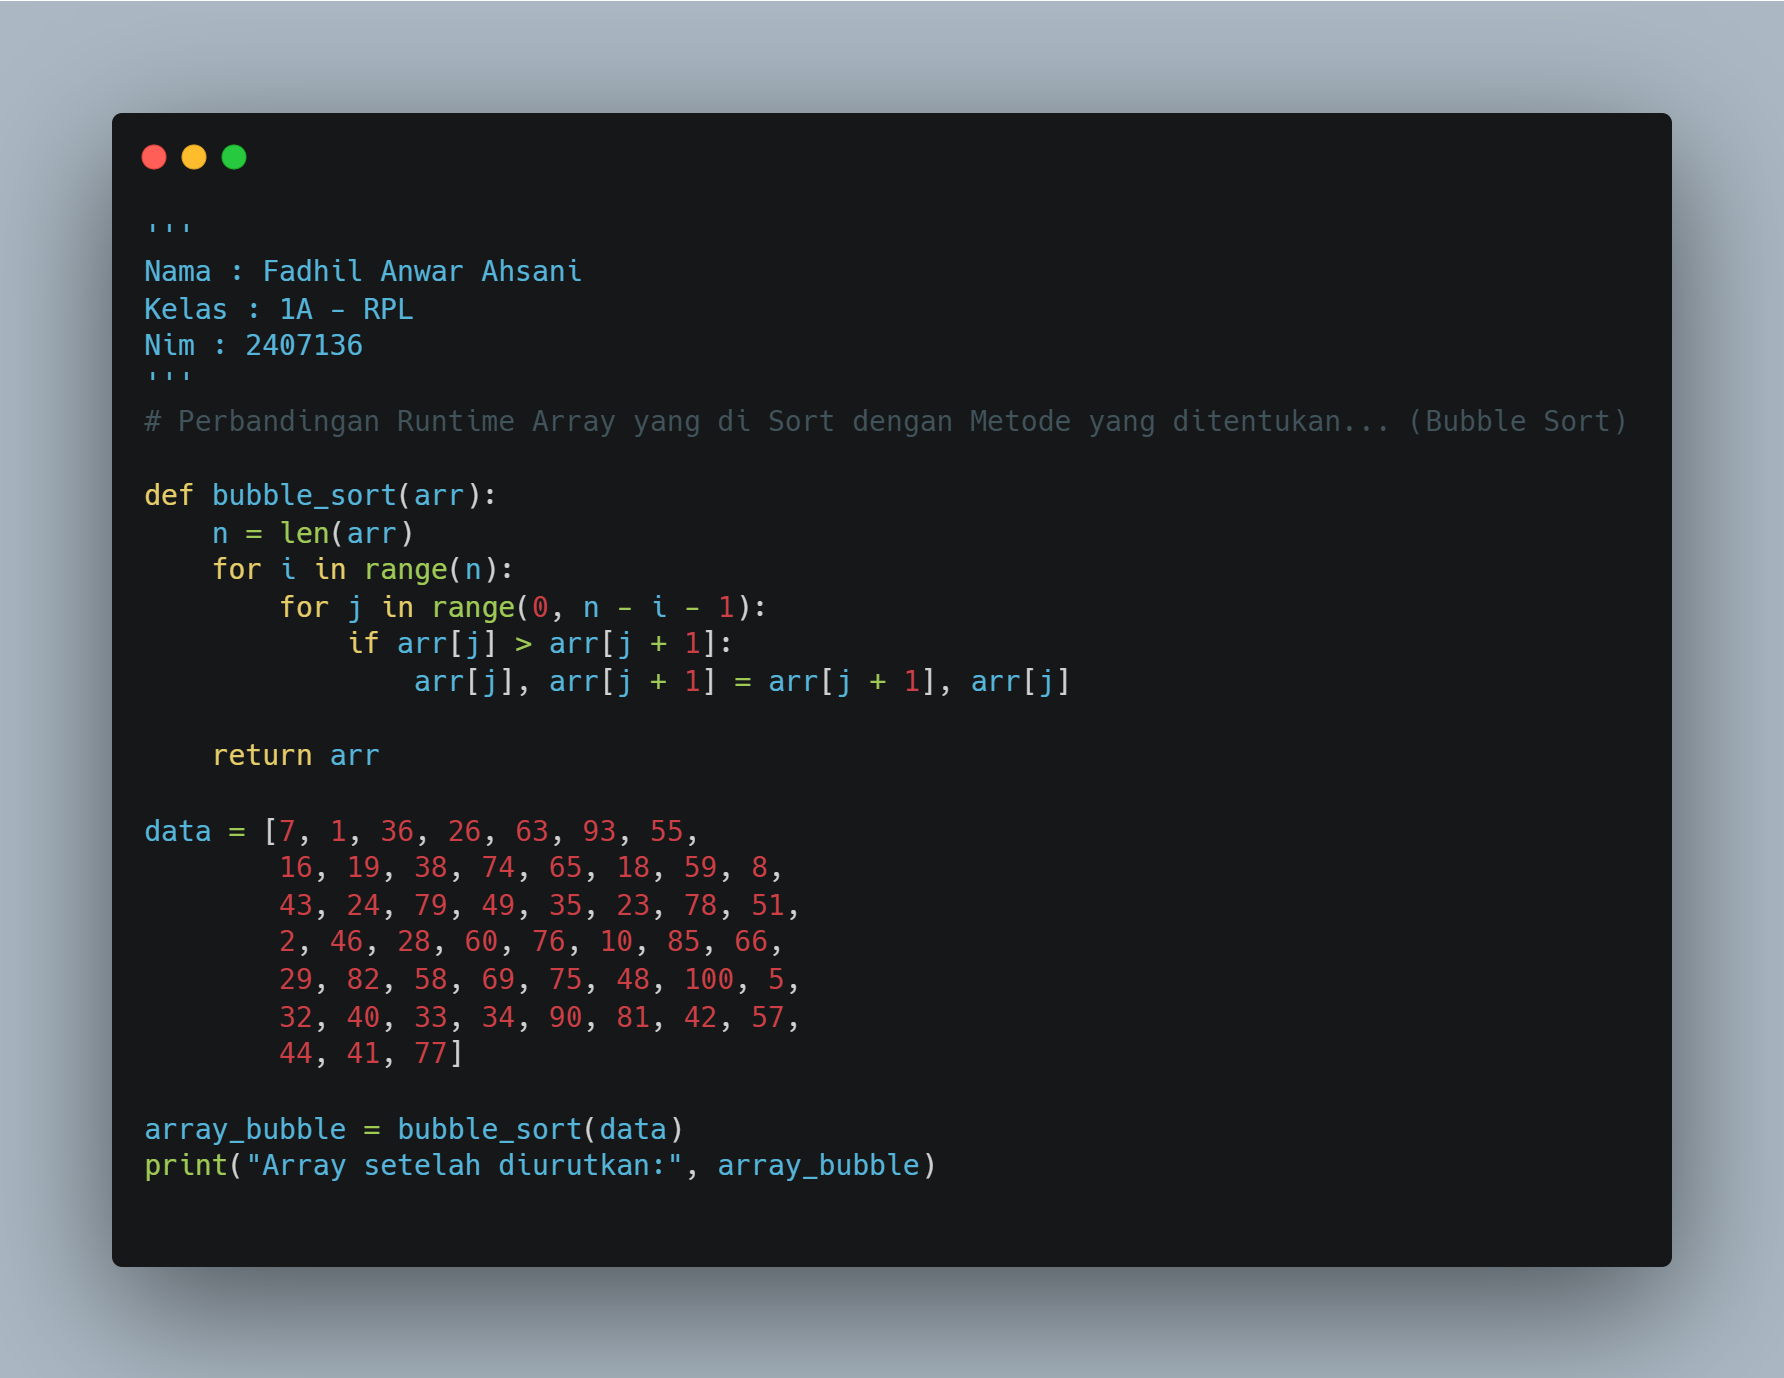 '''
Nama : Fadhil Anwar Ahsani
Kelas : 1A - RPL
Nim : 2407136
'''
# Perbandingan Runtime Array yang di Sort dengan Metode yang ditentukan... (Bubble Sort)

def bubble_sort(arr):
    n = len(arr)
    for i in range(n):
        for j in range(0, n - i - 1):
            if arr[j] > arr[j + 1]:
                arr[j], arr[j + 1] = arr[j + 1], arr[j]

    return arr

data = [7, 1, 36, 26, 63, 93, 55,
        16, 19, 38, 74, 65, 18, 59, 8,
        43, 24, 79, 49, 35, 23, 78, 51,
        2, 46, 28, 60, 76, 10, 85, 66,
        29, 82, 58, 69, 75, 48, 100, 5,
        32, 40, 33, 34, 90, 81, 42, 57,
        44, 41, 77]

array_bubble = bubble_sort(data)
print("Array setelah diurutkan:", array_bubble)